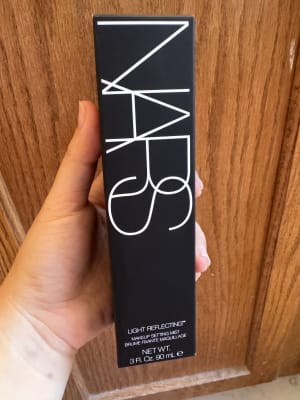 NARS
LIGHT REFLECTING™
MAKEUP SETTING MIST
BRUME FIXANTE MAQUILLAGE
NET WT.
3 Fl. Oz. 90 mL ℮